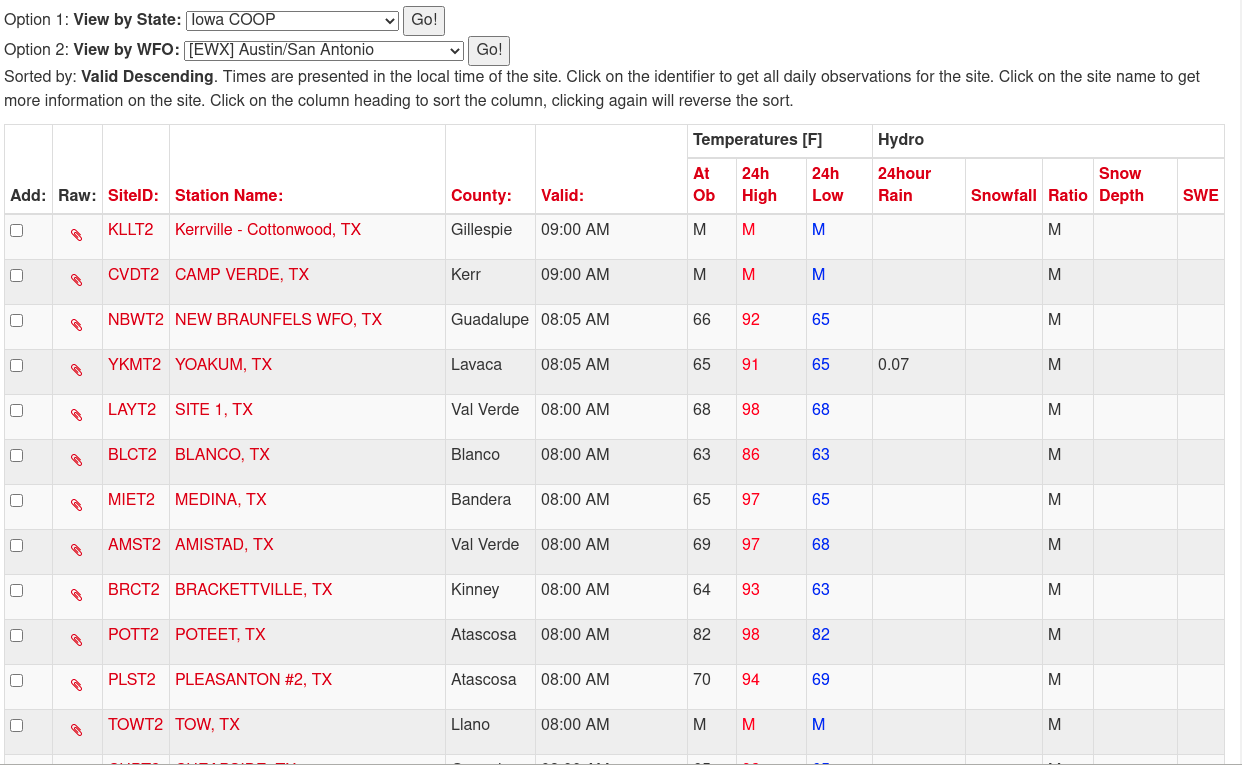 Option 1: View by State: Iowa COOP Go!
Option 2: View by WFO: [EWX] Austin/San Antonio Go!
Sorted by: Valid Descending. Times are presented in the local time of the site. Click on the identifier to get all daily observations for the site. Click on the site name to get
more information on the site. Click on the column heading to sort the column, clicking again will reverse the sort.
Temperatures [F] Hydro
Add: Raw: SiteID: Station Name: County: Valid: At Ob 24h High 24h Low 24hour Rain Snowfall Ratio Snow Depth SWE
KLLT2 Kerrville - Cottonwood, TX Gillespie 09:00 AM M M M M
CVDT2 CAMP VERDE, TX Kerr 09:00 AM M M M M
NBWT2 NEW BRAUNFELS WFO, TX Guadalupe 08:05 AM 66 92 65 M
YKMT2 YOAKUM, TX Lavaca 08:05 AM 65 91 65 0.07 M
LAYT2 SITE 1, TX Val Verde 08:00 AM 68 98 68 M
BLCT2 BLANCO, TX Blanco 08:00 AM 63 86 63 M
MIET2 MEDINA, TX Bandera 08:00 AM 65 97 65 M
AMST2 AMISTAD, TX Val Verde 08:00 AM 69 97 68 M
BRCT2 BRACKETTVILLE, TX Kinney 08:00 AM 64 93 63 M
POTT2 POTEET, TX Atascosa 08:00 AM 82 98 82 M
PLST2 PLEASANTON #2, TX Atascosa 08:00 AM 70 94 69 M
TOWT2 TOW, TX Llano 08:00 AM M M M M